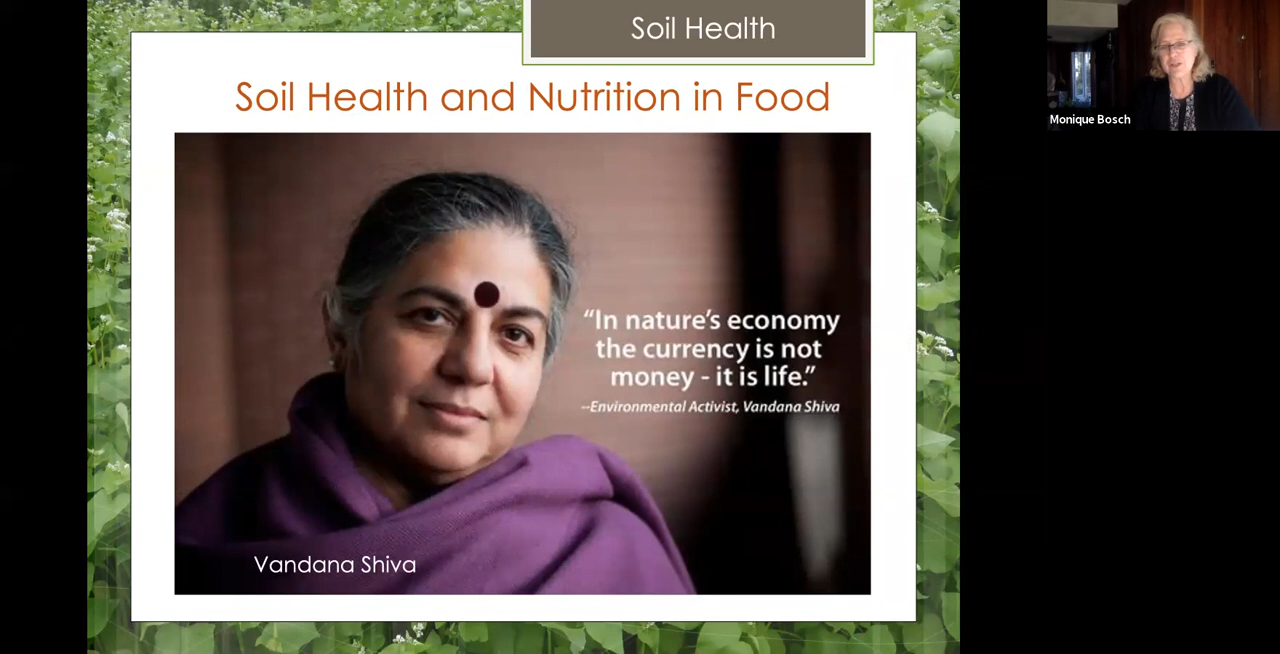 Soil Health
Soil Health and Nutrition in Food
“In nature’s economy
the currency is not
money - it is life.”
--Environmental Activist, Vandana Shiva
Vandana Shiva
Monique Bosch